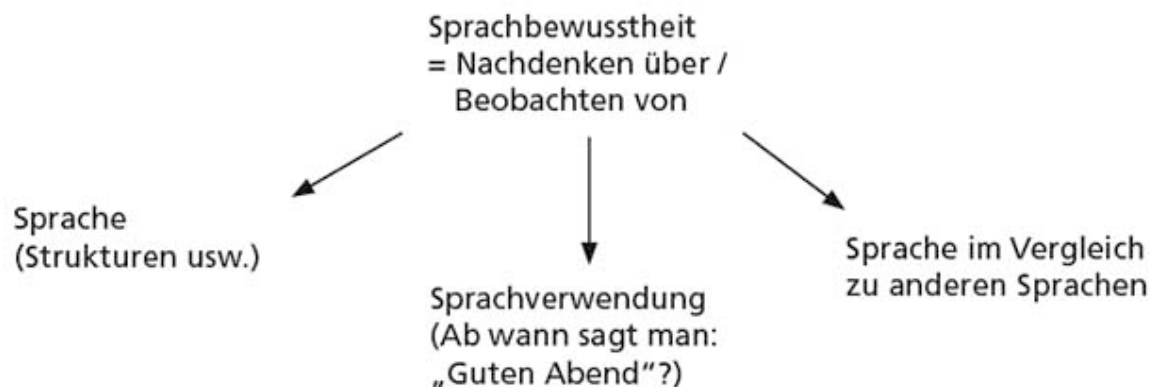 Sprachbewusstheit
= Nachdenken über /
Beobachten von
Sprache
(Strukturen usw.)
Sprachverwendung
(Ab wann sagt man:
„Guten Abend“?)
Sprache im Vergleich
zu anderen Sprachen